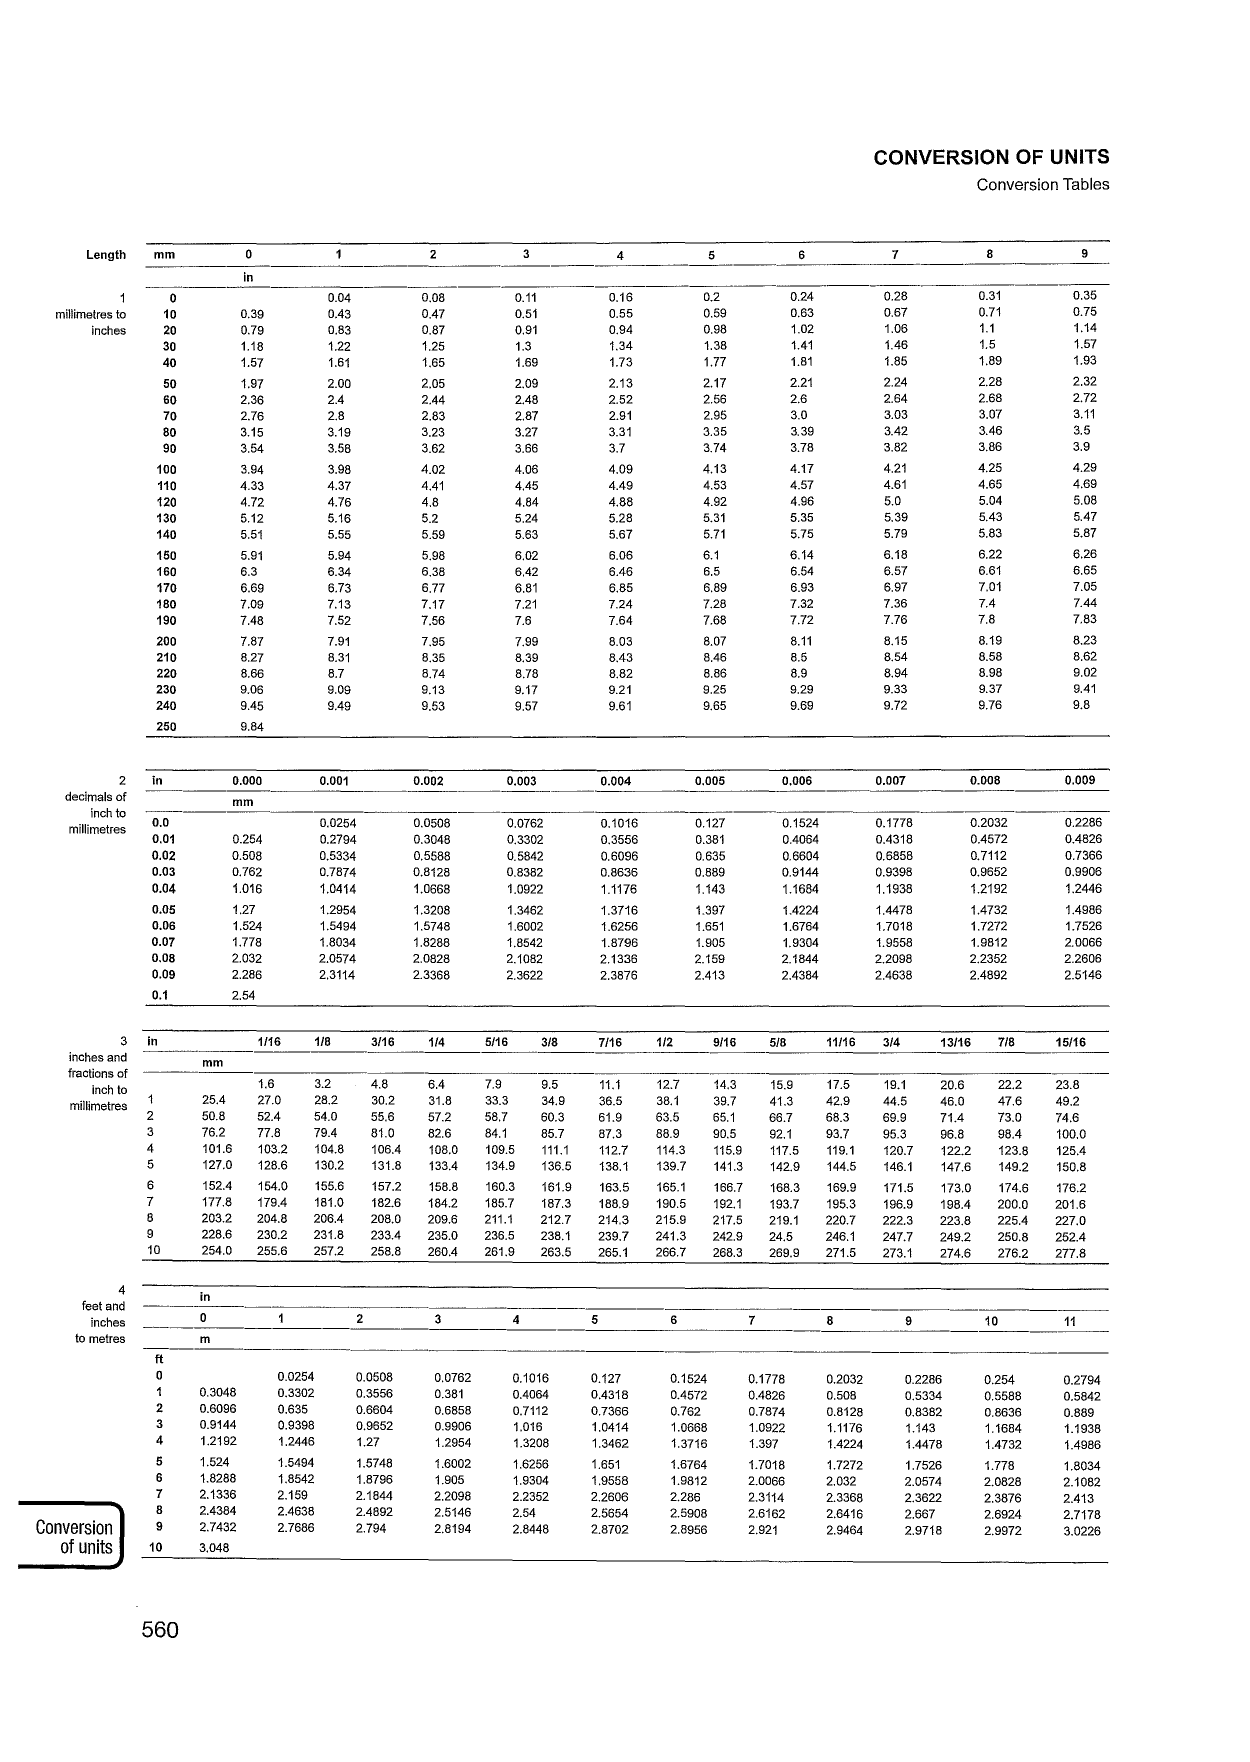 CONVERSION OF UNITS
Conversion Tables
Length mm 0 1 2 3 4 5 6 7 8 9
in
1 0 0.04 0.08 0.11 0.16 0.2 0.24 0.28 0.31 0.35
millimetres to 10 0.39 0.43 0.47 0.51 0.55 0.59 0.63 0.67 0.71 0.75
inches 20 0.79 0.83 0.87 0.91 0.94 0.98 1.02 1.06 1.1 1.14
30 1.18 1.22 1.25 1.3 1.34 1.38 1.41 1.46 1.5 1.57
40 1.57 1.61 1.65 1.69 1.73 1.77 1.81 1.85 1.89 1.93
50 1.97 2.00 2.05 2.09 2.13 2.17 2.21 2.24 2.28 2.32
60 2.36 2.4 2.44 2.48 2.52 2.56 2.6 2.64 2.68 2.72
70 2.76 2.8 2.83 2.87 2.91 2.95 3.0 3.03 3.07 3.11
80 3.15 3.19 3.23 3.27 3.31 3.35 3.39 3.42 3.46 3.5
90 3.54 3.58 3.62 3.66 3.7 3.74 3.78 3.82 3.86 3.9
100 3.94 3.98 4.02 4.06 4.09 4.13 4.17 4.21 4.25 4.29
110 4.33 4.37 4.41 4.45 4.49 4.53 4.57 4.61 4.65 4.69
120 4.72 4.76 4.8 4.84 4.88 4.92 4.96 5.0 5.04 5.08
130 5.12 5.16 5.2 5.24 5.28 5.31 5.35 5.39 5.43 5.47
140 5.51 5.55 5.59 5.63 5.67 5.71 5.75 5.79 5.83 5.87
150 5.91 5.94 5.98 6.02 6.06 6.1 6.14 6.18 6.22 6.26
160 6.3 6.34 6.38 6.42 6.46 6.5 6.54 6.57 6.61 6.65
170 6.69 6.73 6.77 6.81 6.85 6.89 6.93 6.97 7.01 7.05
180 7.09 7.13 7.17 7.21 7.24 7.28 7.32 7.36 7.4 7.44
190 7.48 7.52 7.56 7.6 7.64 7.68 7.72 7.76 7.8 7.83
200 7.87 7.91 7.95 7.99 8.03 8.07 8.11 8.15 8.19 8.23
210 8.27 8.31 8.35 8.39 8.43 8.46 8.5 8.54 8.58 8.62
220 8.66 8.7 8.74 8.78 8.82 8.86 8.9 8.94 8.98 9.02
230 9.06 9.09 9.13 9.17 9.21 9.25 9.29 9.33 9.37 9.41
240 9.45 9.49 9.53 9.57 9.61 9.65 9.69 9.72 9.76 9.8
250 9.84
2 in 0.000 0.001 0.002 0.003 0.004 0.005 0.006 0.007 0.008 0.009
decimals of mm
inch to
millimetres 0.0 0.0254 0.0508 0.0762 0.1016 0.127 0.1524 0.1778 0.2032 0.2286
0.01 0.254 0.2794 0.3048 0.3302 0.3556 0.381 0.4064 0.4318 0.4572 0.4826
0.02 0.508 0.5334 0.5588 0.5842 0.6096 0.635 0.6604 0.6858 0.7112 0.7366
0.03 0.762 0.7874 0.8128 0.8382 0.8636 0.889 0.9144 0.9398 0.9652 0.9906
0.04 1.016 1.0414 1.0668 1.0922 1.1176 1.143 1.1684 1.1938 1.2192 1.2446
0.05 1.27 1.2954 1.3208 1.3462 1.3716 1.397 1.4224 1.4478 1.4732 1.4986
0.06 1.524 1.5494 1.5748 1.6002 1.6256 1.651 1.6764 1.7018 1.7272 1.7526
0.07 1.778 1.8034 1.8288 1.8542 1.8796 1.905 1.9304 1.9558 1.9812 2.0066
0.08 2.032 2.0574 2.0828 2.1082 2.1336 2.159 2.1844 2.2098 2.2352 2.2606
0.09 2.286 2.3114 2.3368 2.3622 2.3876 2.413 2.4384 2.4638 2.4892 2.5146
0.1 2.54
3 in 1/16 1/8 3/16 1/4 5/16 3/8 7/16 1/2 9/16 5/8 11/16 3/4 13/16 7/8 15/16
inches and mm
fractions of
inch to 1.6 3.2 4.8 6.4 7.9 9.5 11.1 12.7 14.3 15.9 17.5 19.1 20.6 22.2 23.8
millimetres 1 25.4 27.0 28.2 30.2 31.8 33.3 34.9 36.5 38.1 39.7 41.3 42.9 44.5 46.0 47.6 49.2
2 50.8 52.4 54.0 55.6 57.2 58.7 60.3 61.9 63.5 65.1 66.7 68.3 69.9 71.4 73.0 74.6
3 76.2 77.8 79.4 81.0 82.6 84.1 85.7 87.3 88.9 90.5 92.1 93.7 95.3 96.8 98.4 100.0
4 101.6 103.2 104.8 106.4 108.0 109.5 111.1 112.7 114.3 115.9 117.5 119.1 120.7 122.2 123.8 125.4
5 127.0 128.6 130.2 131.8 133.4 134.9 136.5 138.1 139.7 141.3 142.9 144.5 146.1 147.6 149.2 150.8
6 152.4 154.0 155.6 157.2 158.8 160.3 161.9 163.5 165.1 166.7 168.3 169.9 171.5 173.0 174.6 176.2
7 177.8 179.4 181.0 182.6 184.2 185.7 187.3 188.9 190.5 192.1 193.7 195.3 196.9 198.4 200.0 201.6
8 203.2 204.8 206.4 208.0 209.6 211.1 212.7 214.3 215.9 217.5 219.1 220.7 222.3 223.8 225.4 227.0
9 228.6 230.2 231.8 233.4 235.0 236.5 238.1 239.7 241.3 242.9 24.5 246.1 247.7 249.2 250.8 252.4
10 254.0 255.6 257.2 258.8 260.4 261.9 263.5 265.1 266.7 268.3 269.9 271.5 273.1 274.6 276.2 277.8
4 in
feet and
inches 0 1 2 3 4 5 6 7 8 9 10 11
to metres m
ft
0 0.0254 0.0508 0.0762 0.1016 0.127 0.1524 0.1778 0.2032 0.2286 0.254 0.2794
1 0.3048 0.3302 0.3556 0.381 0.4064 0.4318 0.4572 0.4826 0.508 0.5334 0.5588 0.5842
2 0.6096 0.635 0.6604 0.6858 0.7112 0.7366 0.762 0.7874 0.8128 0.8382 0.8636 0.889
3 0.9144 0.9398 0.9652 0.9906 1.016 1.0414 1.0668 1.0922 1.1176 1.143 1.1684 1.1938
4 1.2192 1.2446 1.27 1.2954 1.3208 1.3462 1.3716 1.397 1.4224 1.4478 1.4732 1.4986
5 1.524 1.5494 1.5748 1.6002 1.6256 1.651 1.6764 1.7018 1.7272 1.7526 1.778 1.8034
6 1.8288 1.8542 1.8796 1.905 1.9304 1.9558 1.9812 2.0066 2.032 2.0574 2.0828 2.1082
7 2.1336 2.159 2.1844 2.2098 2.2352 2.2606 2.286 2.3114 2.3368 2.3622 2.3876 2.413
8 2.4384 2.4638 2.4892 2.5146 2.54 2.5654 2.5908 2.6162 2.6416 2.667 2.6924 2.7178
9 2.7432 2.7686 2.794 2.8194 2.8448 2.8702 2.8956 2.921 2.9464 2.9718 2.9972 3.0226
10 3.048
Conversion
of units
560